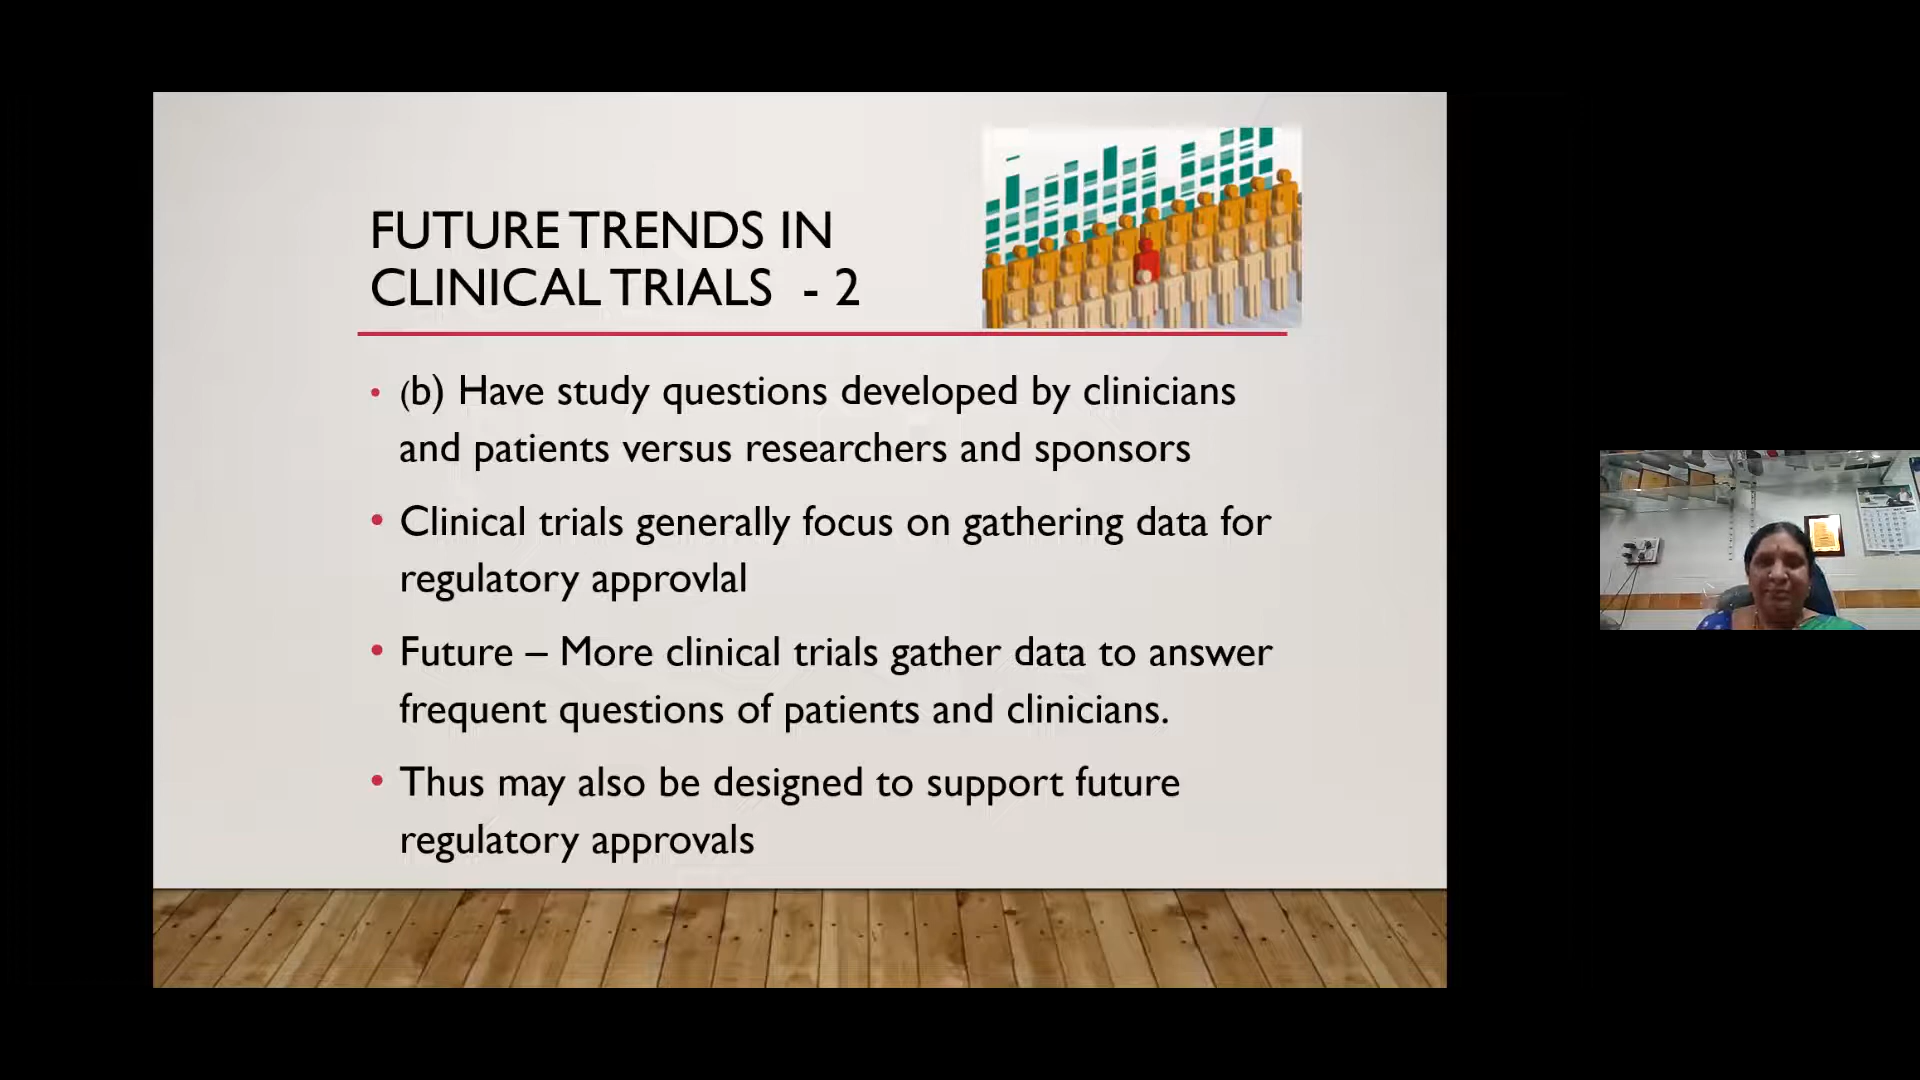 FUTURE TRENDS IN
CLINICAL TRIALS - 2
• (b) Have study questions developed by clinicians
and patients versus researchers and sponsors
• Clinical trials generally focus on gathering data for
regulatory approvlal
• Future – More clinical trials gather data to answer
frequent questions of patients and clinicians.
• Thus may also be designed to support future
regulatory approvals